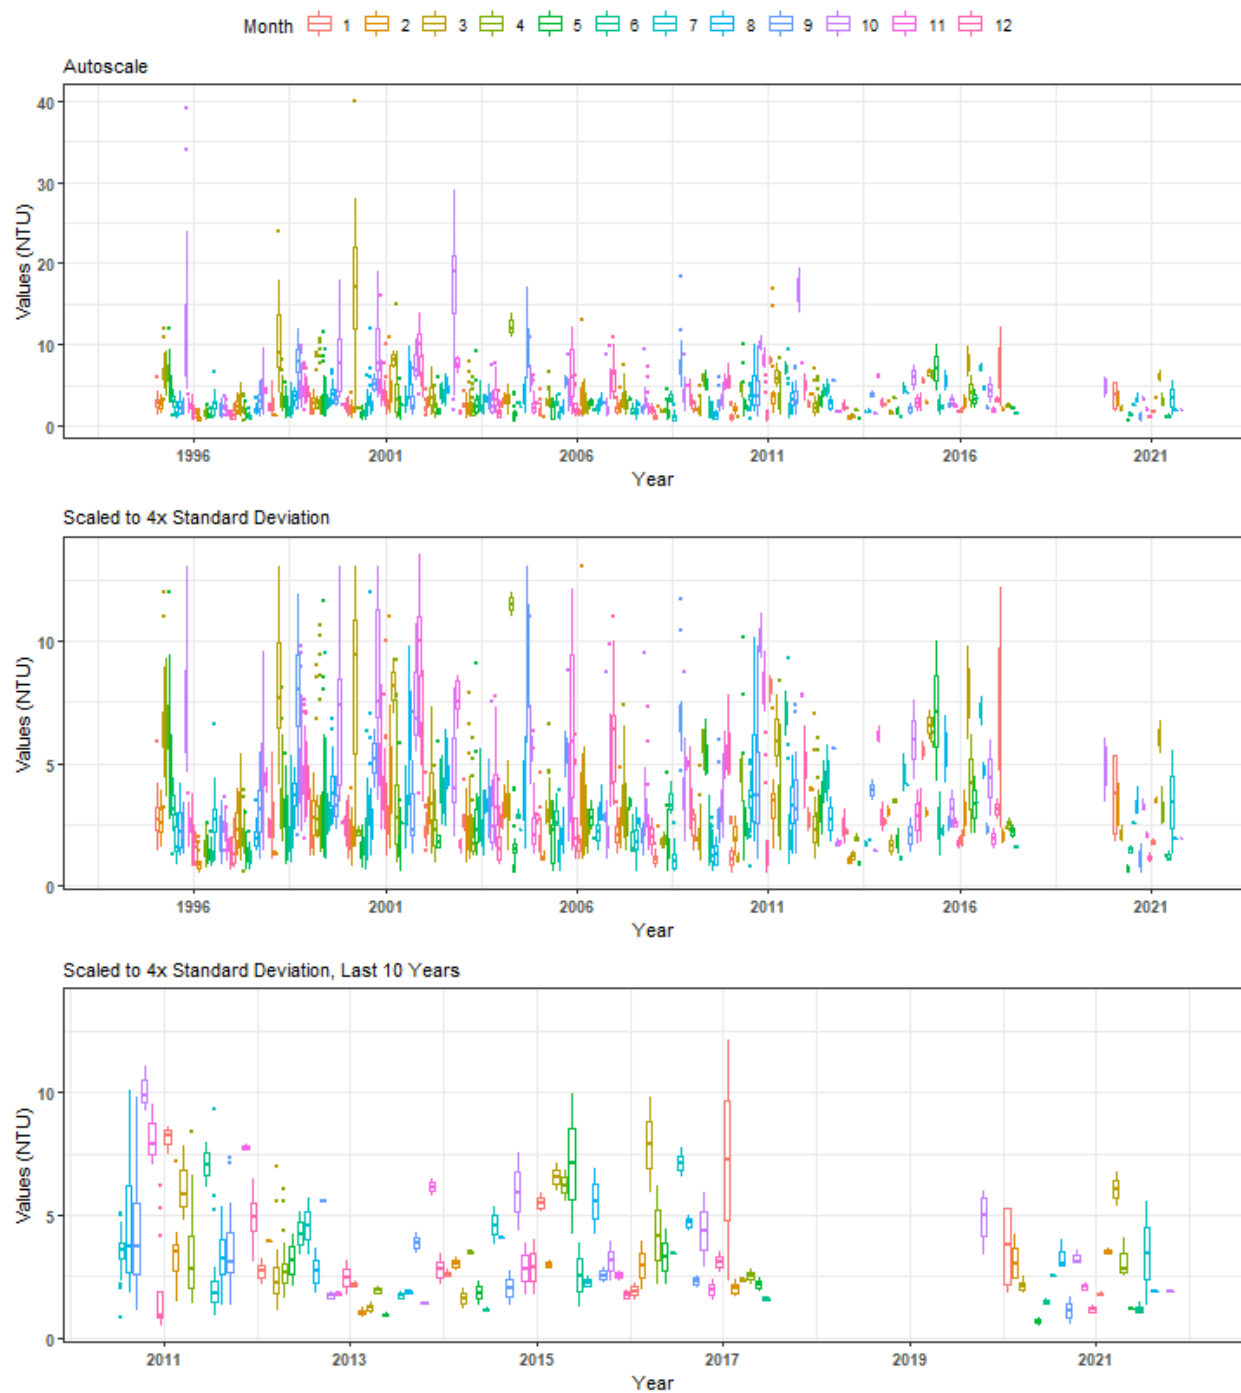 Month 1 2 3 4 5 6 7 8 9 10 11 12
Autoscale
Values (NTU)
40
30
20
10
0
1996 2001 2006 2011 2016 2021
Year
Scaled to 4x Standard Deviation
Values (NTU)
10
5
0
1996 2001 2006 2011 2016 2021
Year
Scaled to 4x Standard Deviation, Last 10 Years
Values (NTU)
10
5
0
2011 2013 2015 2017 2019 2021
Year